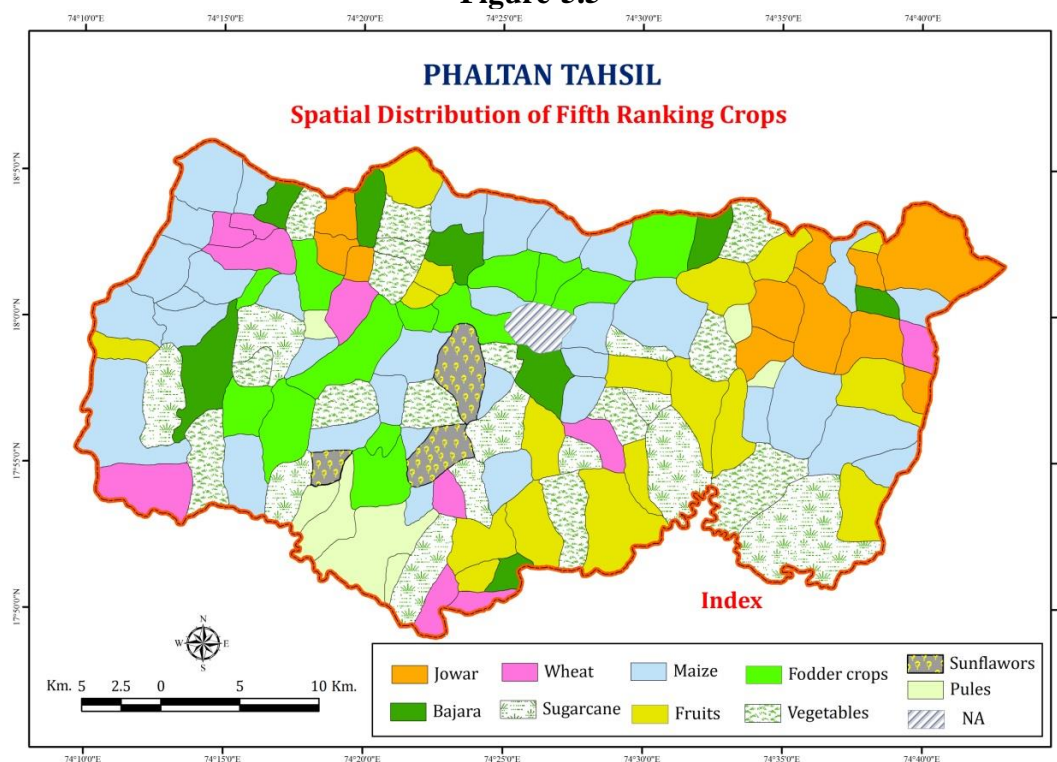 74°10'0"E 74°15'0"E 74°20'0"E 74°25'0"E 74°30'0"E 74°35'0"E 74°40'0"E
PHALTAN TAHSIL
Spatial Distribution of Fifth Ranking Crops
18°5'0"N
18°0'0"N
17°55'0"N
17°50'0"N
Index
N
W E
S
Km. 5 2.5 0 5 10 Km.
Jowar Wheat Maize Fodder crops Sunflawors
Pules
Bajara Sugarcane Fruits Vegetables NA
74°10'0"E 74°15'0"E 74°20'0"E 74°25'0"E 74°30'0"E 74°35'0"E 74°40'0"E